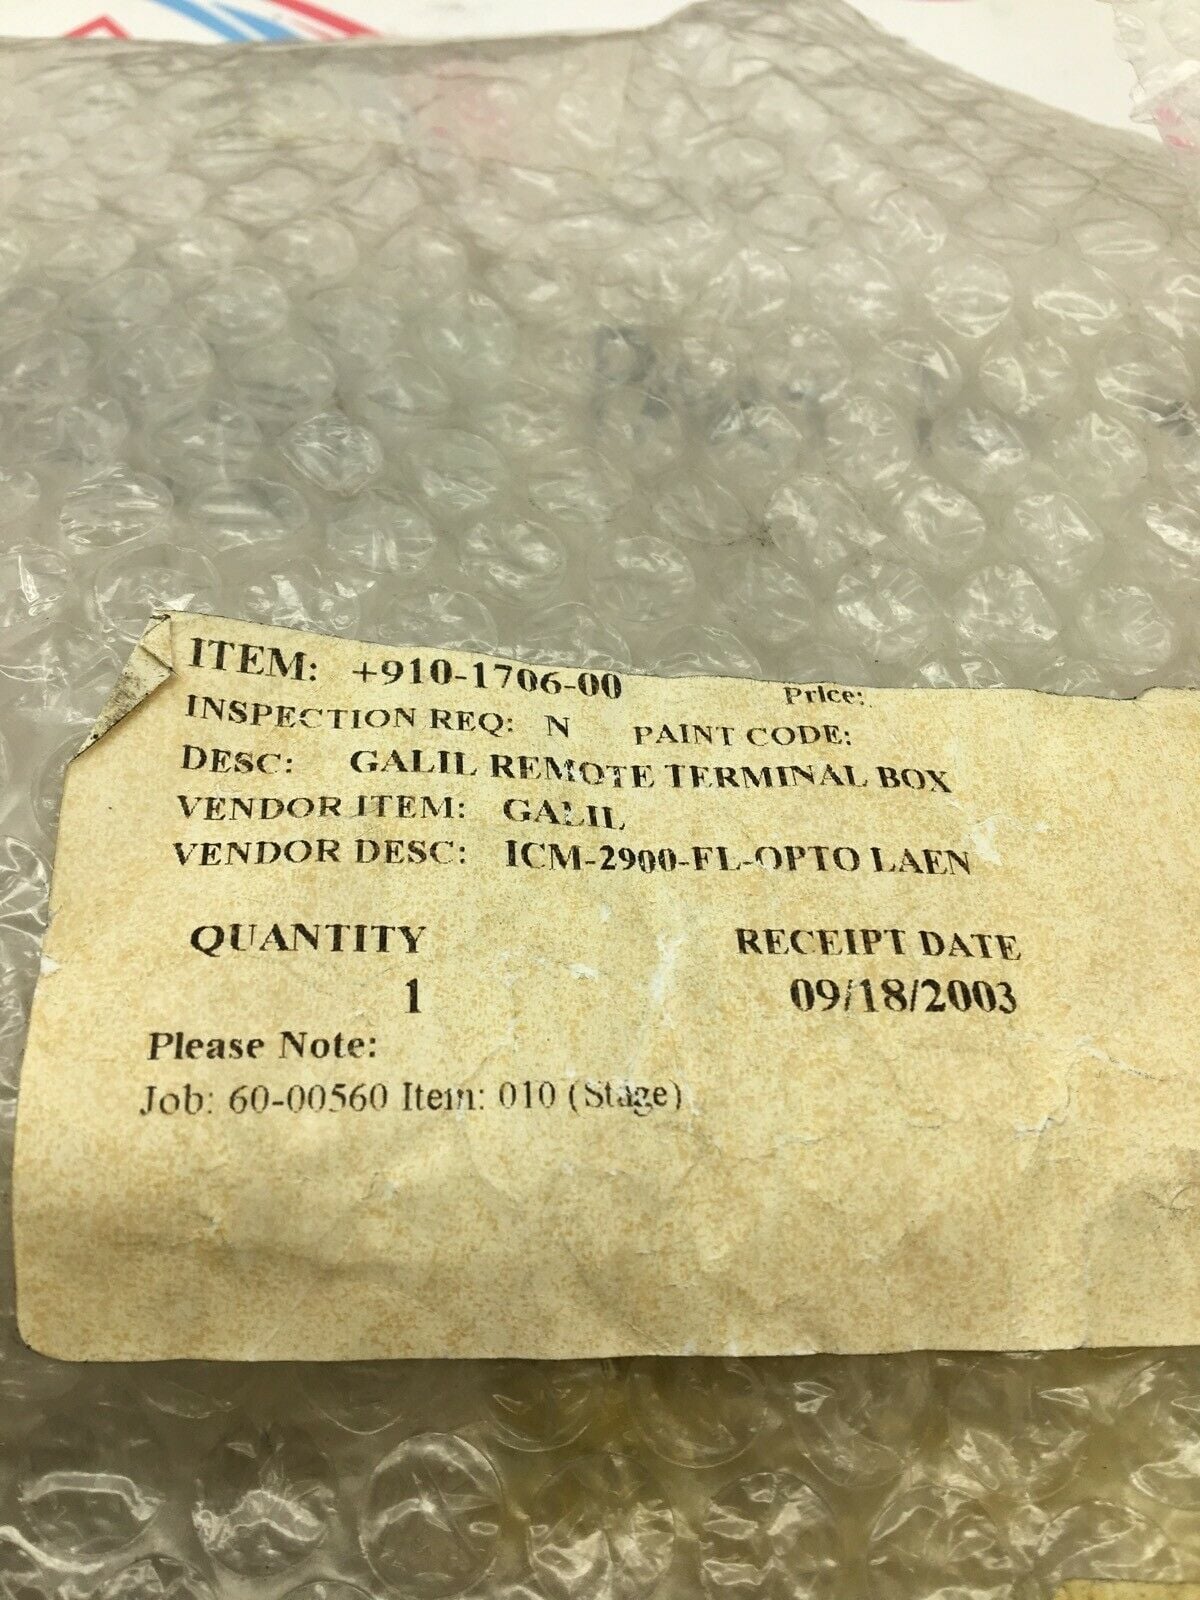 ITEM: +910-1706-00 Price:
INSPECTION REQ: N PAINT CODE:
DESC: GALIL REMOTE TERMINAL BOX
VENDOR ITEM: GALIL
VENDOR DESC: ICM-2900-FL-OPTO LAEN
QUANTITY RECEIPT DATE
1 09/18/2003
Please Note:
Job: 60-00560 Item: 010 (Stage)